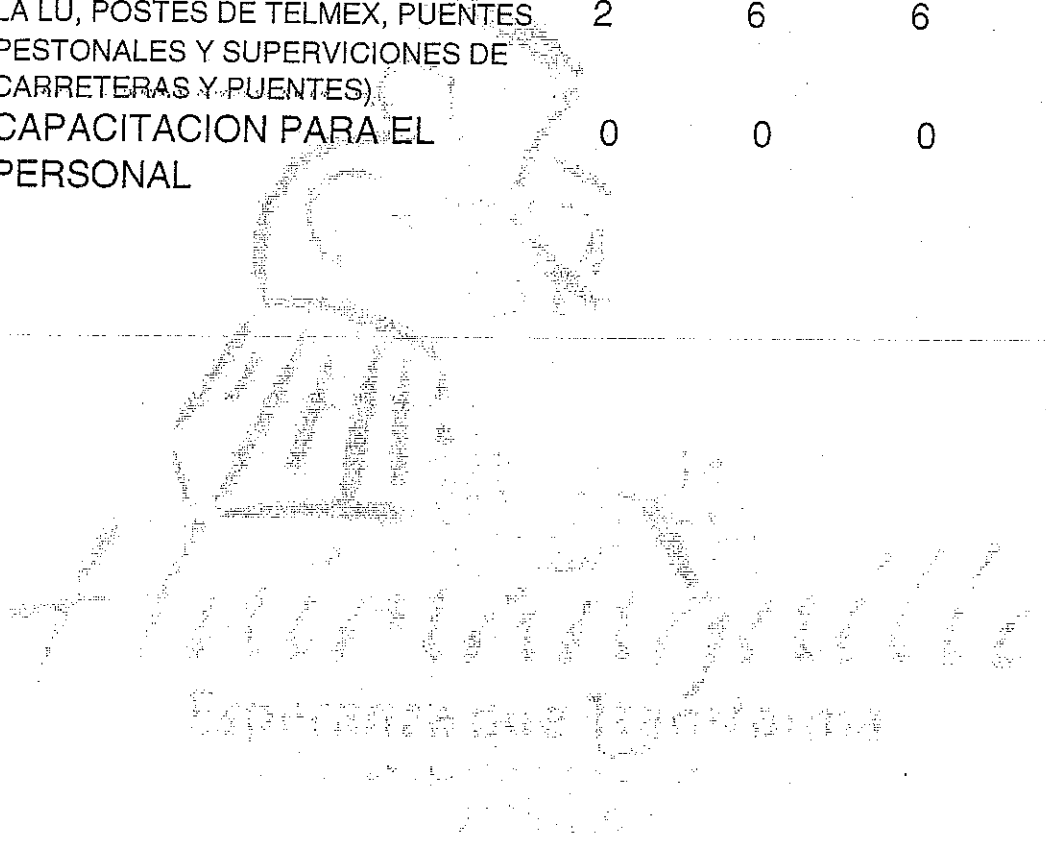 LA LU, POSTES DE TELMEX, PUENTES 2 6 6
PESTONALES Y SUPERVICIONES DE
CARRETERAS Y PUENTES)
CAPACITACION PARA EL 0 0 0
PERSONAL